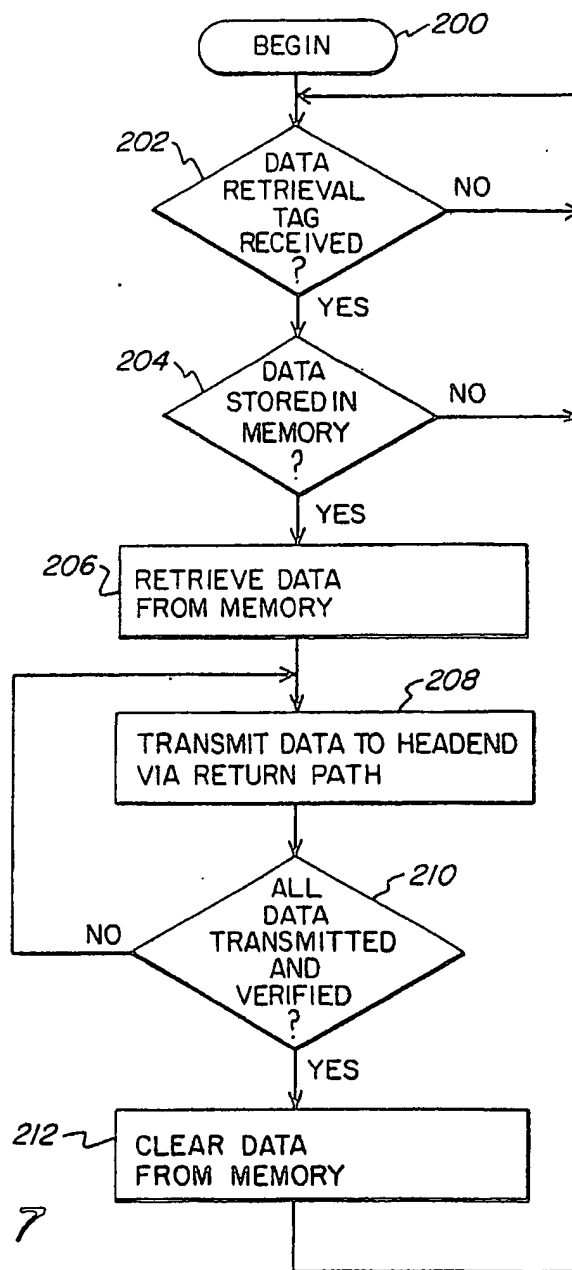 BEGIN
200
202
DATA
RETRIEVAL
TAG
RECEIVED
?
NO
YES
204
DATA
STORED IN
MEMORY
?
NO
YES
206
RETRIEVE DATA
FROM MEMORY
208
TRANSMIT DATA TO HEADEND
VIA RETURN PATH
210
ALL
DATA
TRANSMITTED
AND
VERIFIED
?
NO
YES
212
CLEAR DATA
FROM MEMORY
7